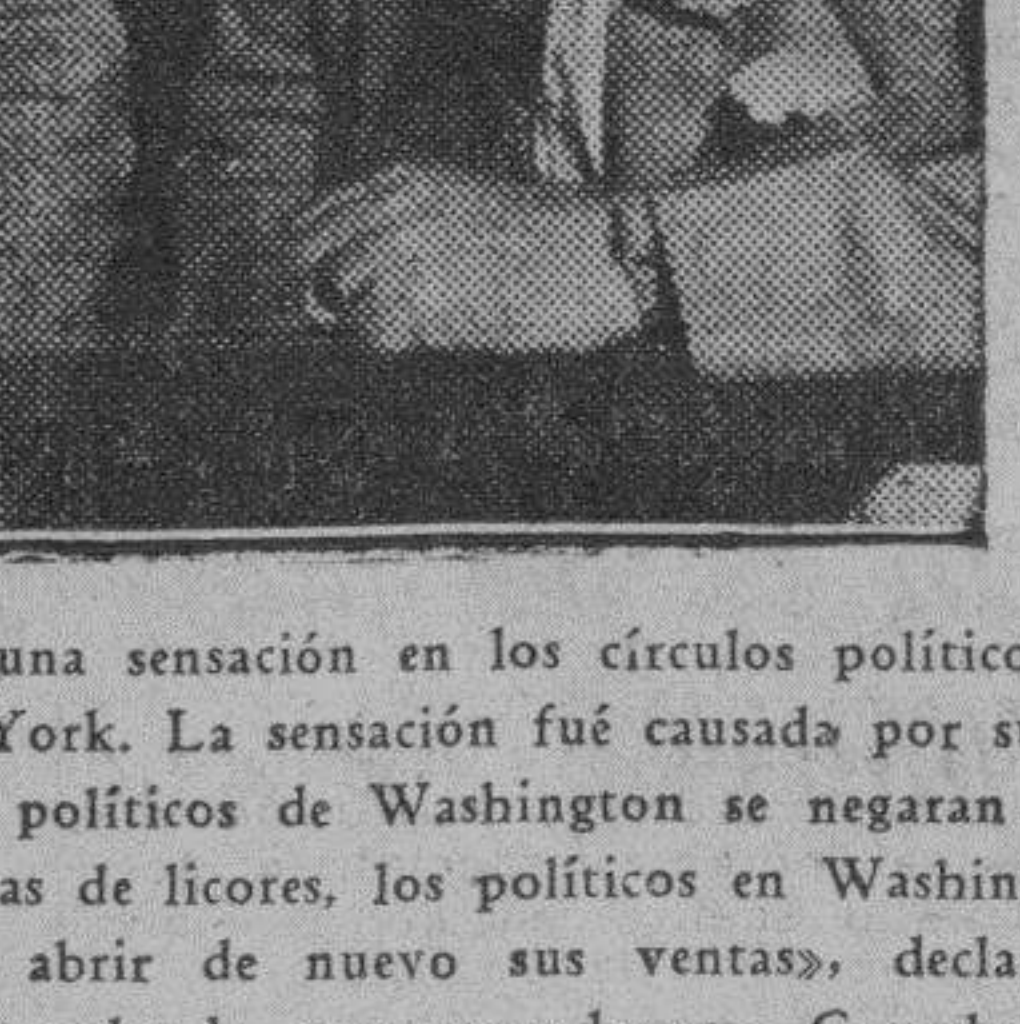 una sensación en los círculos polític
York. La sensación fué causada por s
políticos de Washington se negaran
as de licores, los políticos en Washin
abrir de nuevo sus ventas», decla